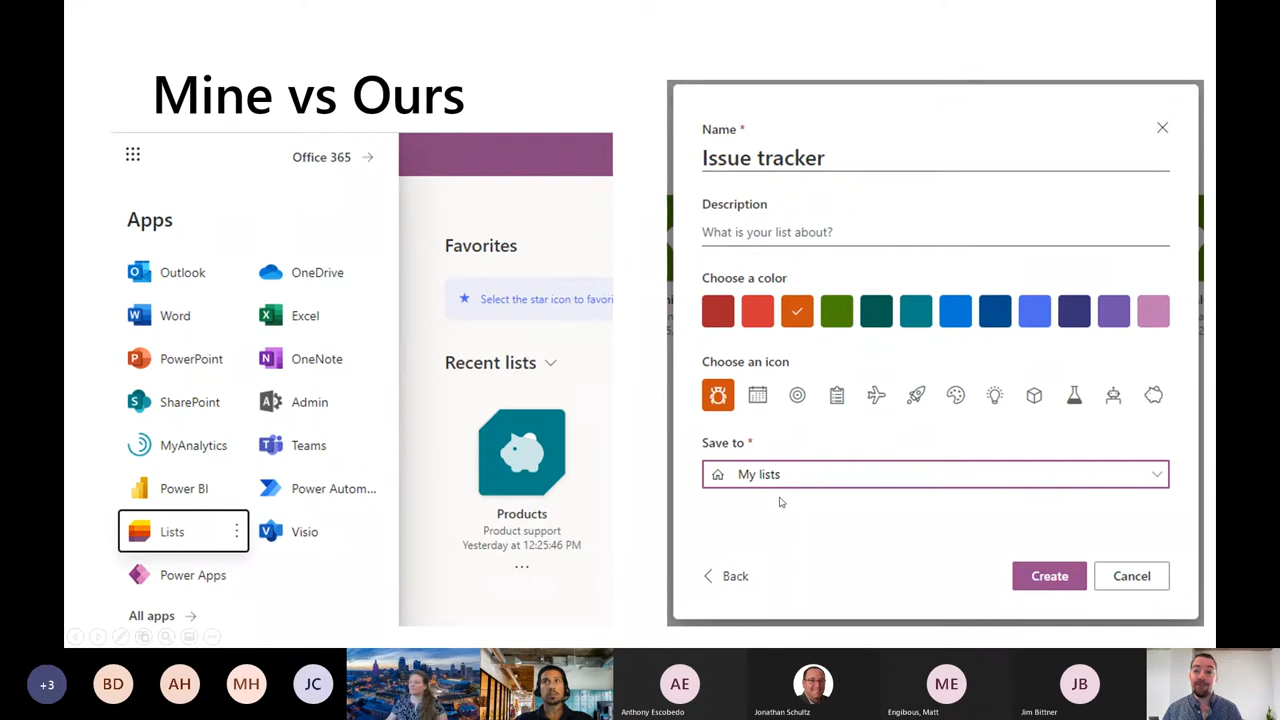 Mine vs Ours
Office 365
Apps
Outlook
OneDrive
Word
Excel
PowerPoint
OneNote
SharePoint
Admin
MyAnalytics
Teams
Power BI
Power Autom...
Lists
Visio
Power Apps
All apps
Favorites
Select the star icon to favori
Recent lists
Products
Product support
Yesterday at 12:25:46 PM
...
Name *
Issue tracker
Description
What is your list about?
Choose a color
Choose an icon
Save to *
My lists
Back
Create
Cancel
+3
BD
AH
MH
JC
AE
Anthony Escobedo
Jonathan Schultz
ME
Engibous, Matt
JB
Jim Bittner